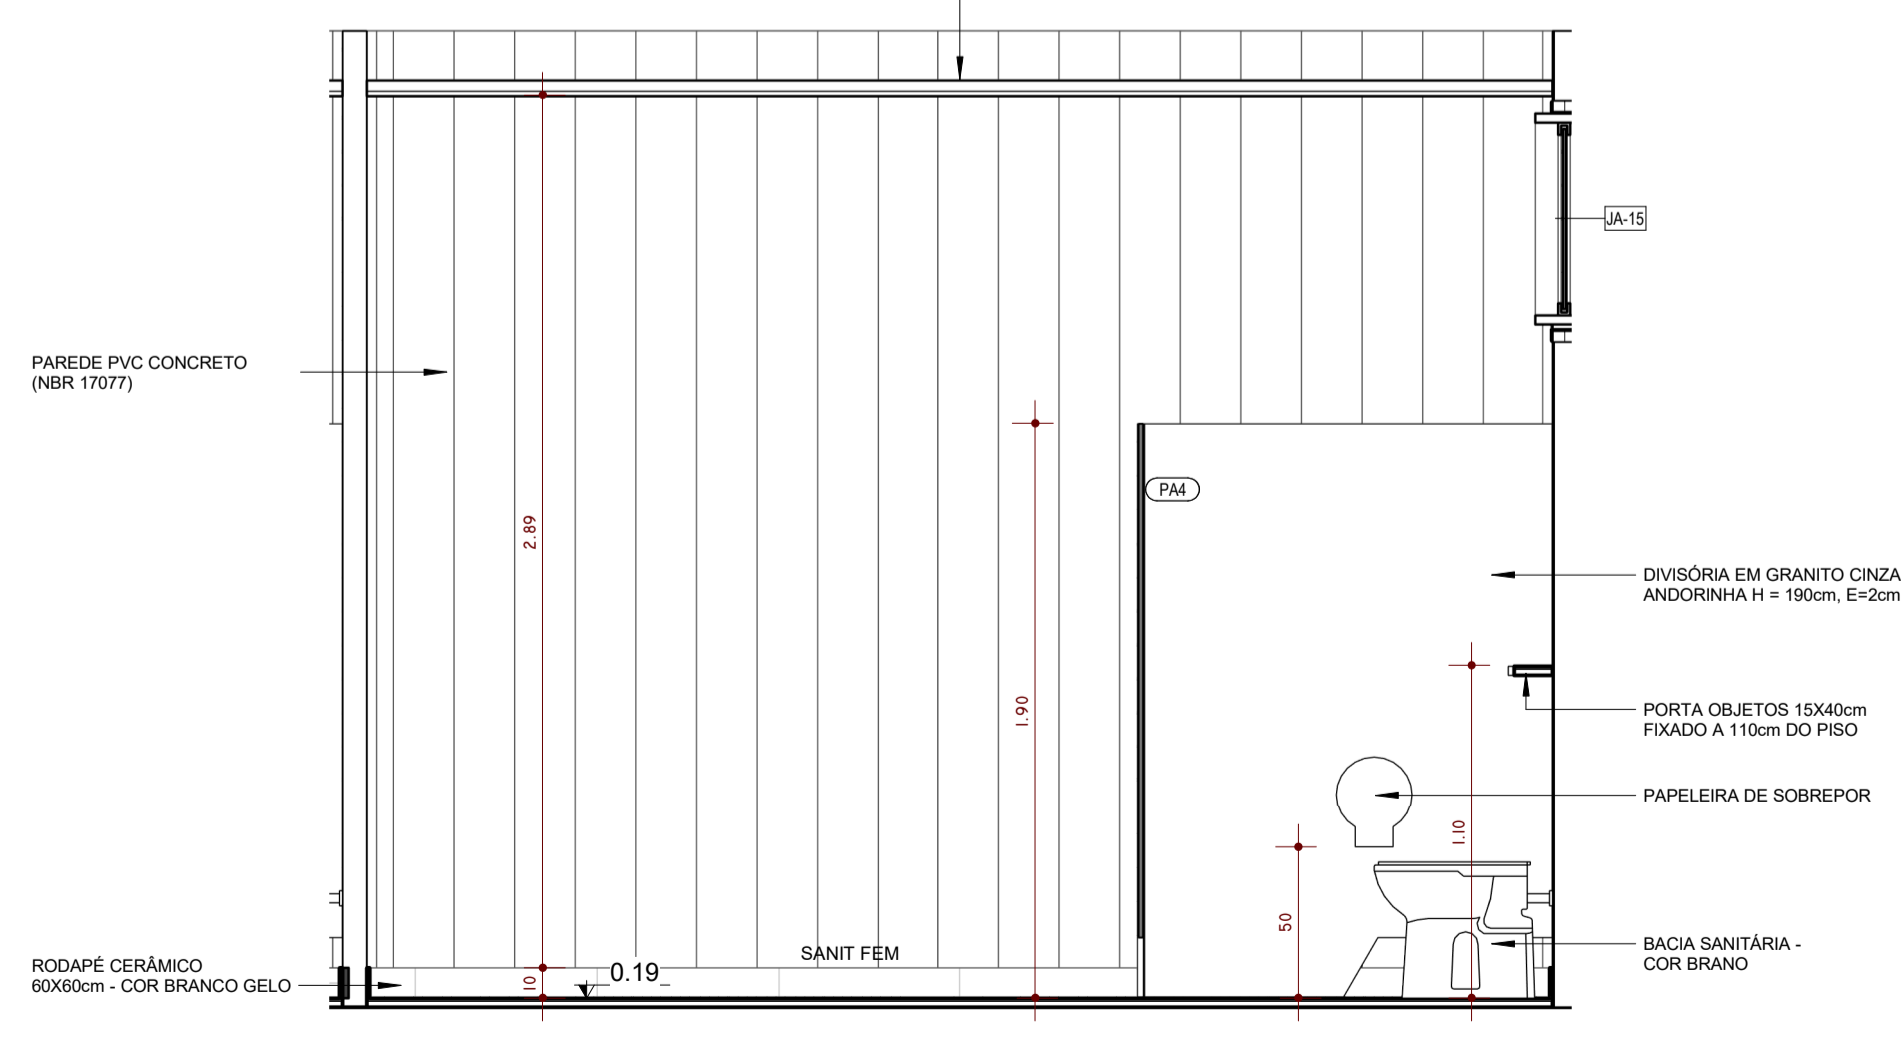 JA-15
PAREDE PVC CONCRETO
(NBR 17077)
PA4
2.89
DIVISÓRIA EM GRANITO CINZA
ANDORINHA H = 190cm, E=2cm
1.90
PORTA OBJETOS 15X40cm
FIXADO A 110cm DO PISO
PAPELEIRA DE SOBREPOR
1.10
50
SANIT FEM
BACIA SANITÁRIA -
COR BRANO
RODAPÉ CERÂMICO
60X60cm - COR BRANCO GELO
10
0.19